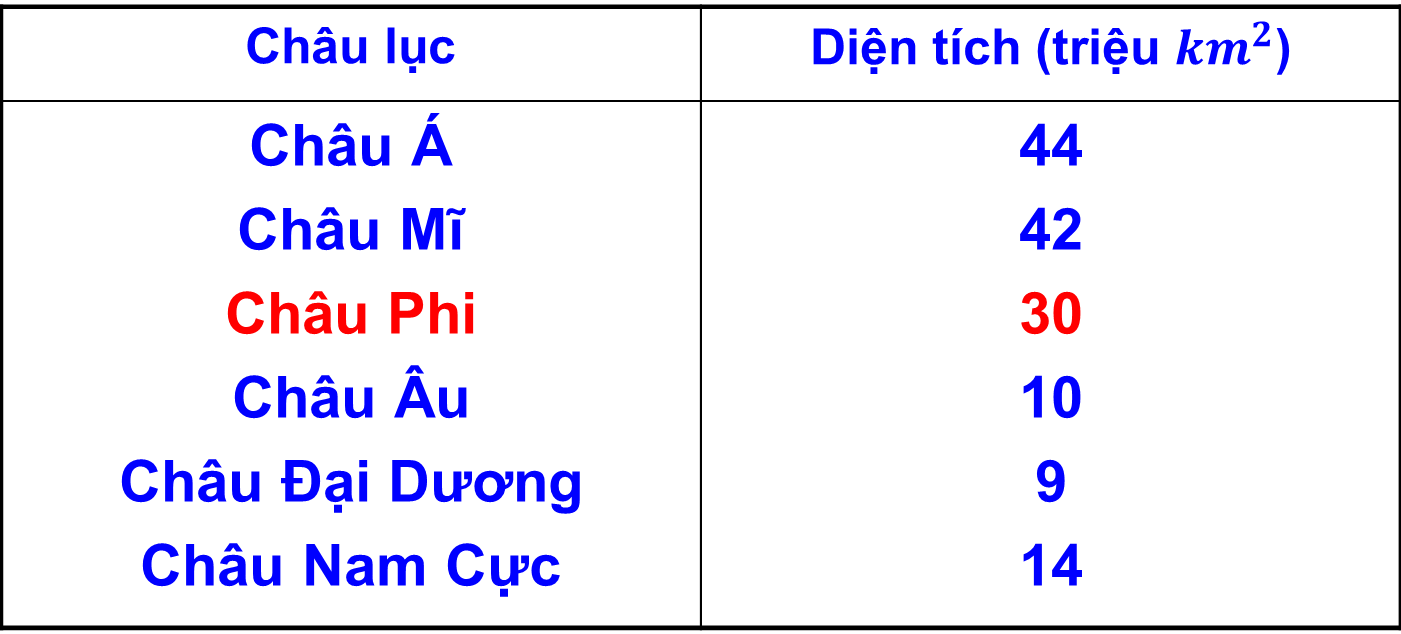 Châu lục Diện tích (triệu km²)
Châu Á 44
Châu Mĩ 42
Châu Phi 30
Châu Âu 10
Châu Đại Dương 9
Châu Nam Cực 14